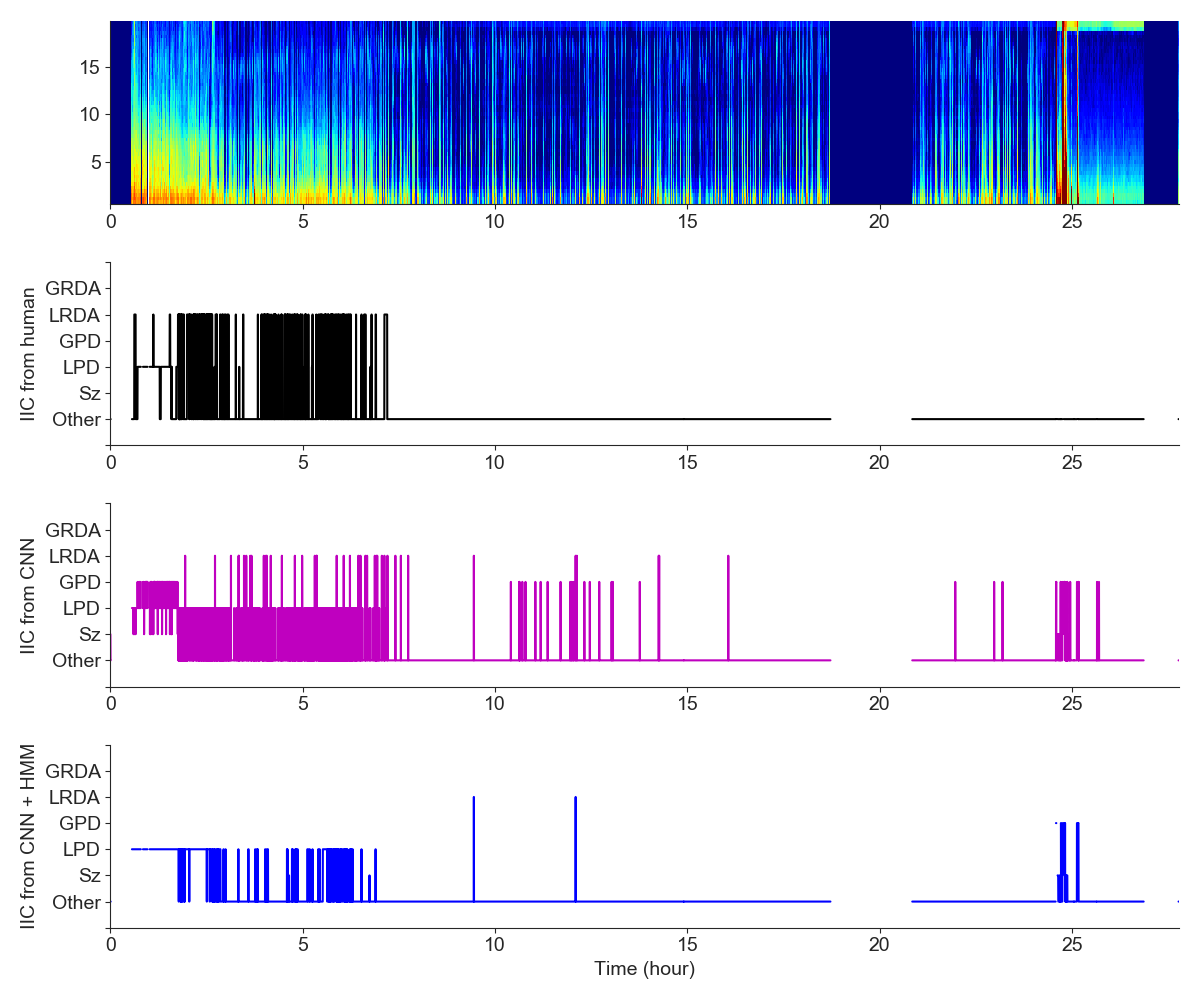 15
10
5
0 5 10 15 20 25
IIC from human
GRDA
LRDA
GPD
LPD
Sz
Other
0 5 10 15 20 25
IIC from CNN
GRDA
LRDA
GPD
LPD
Sz
Other
0 5 10 15 20 25
IIC from CNN + HMM
GRDA
LRDA
GPD
LPD
Sz
Other
0 5 10 15 20 25
Time (hour)